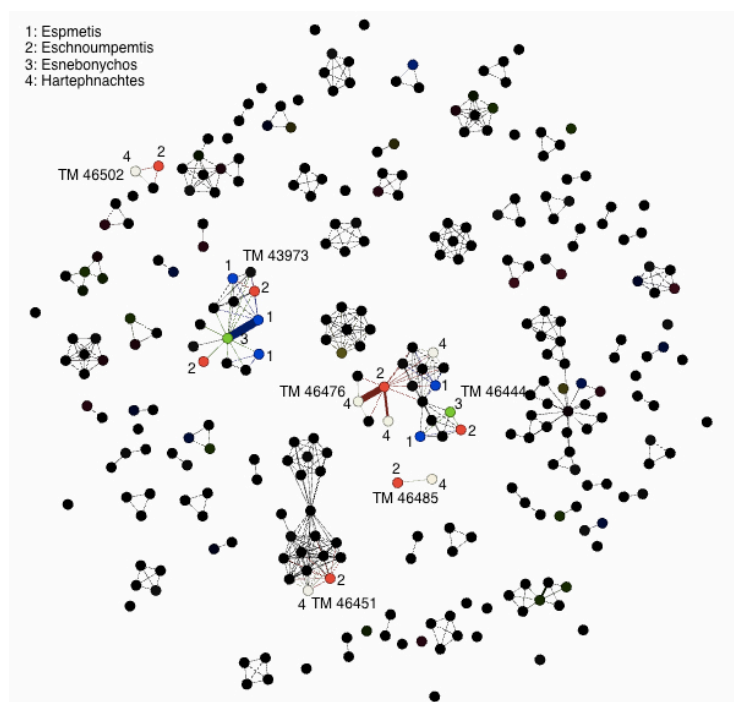 1: Espmetis
2: Eschnoumpemtis
3: Esnebonychos
4: Hartephnachtes
4 2
TM 46502
TM 43973
1
2
1
3
1
2
4
TM 46476
2
1
TM 46444
4
3
4
1
2
2
4
TM 46485
2
4
TM 46451